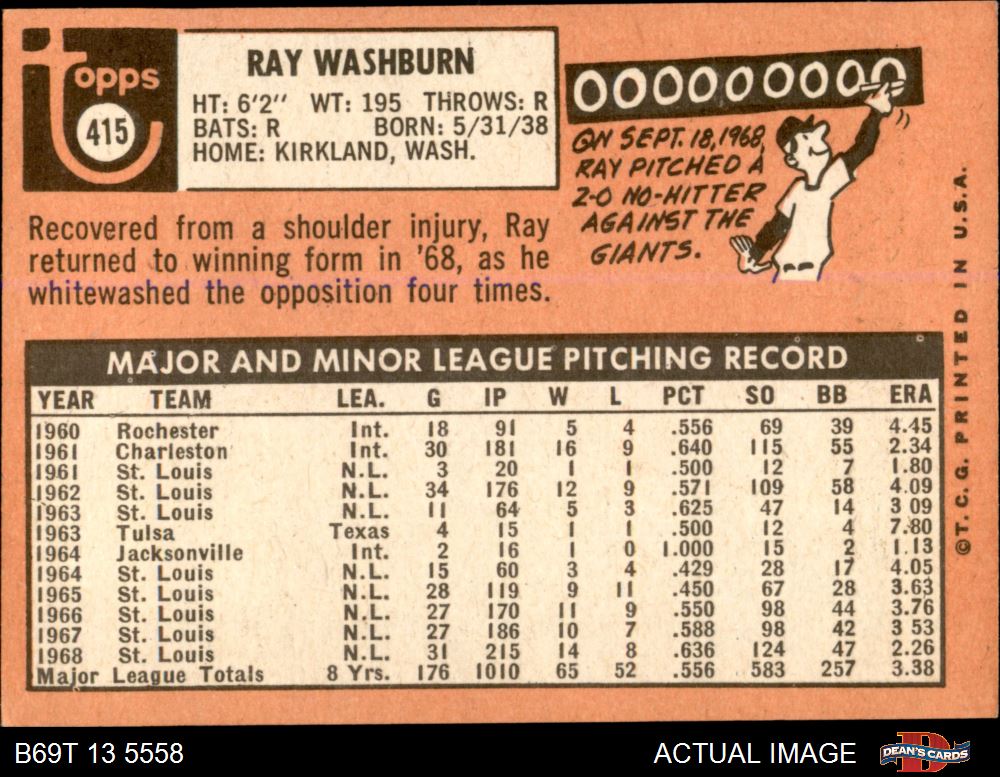 topps
415
RAY WASHBURN
HT: 6'2" WT: 195 THROWS: R
BATS: R BORN: 5/31/38
HOME: KIRKLAND, WASH.
000000000
ON SEPT. 18, 1968,
RAY PITCHED A
2-0 NO-HITTER
AGAINST THE
GIANTS.
Recovered from a shoulder injury, Ray
returned to winning form in '68, as he
whitewashed the opposition four times.
MAJOR AND MINOR LEAGUE PITCHING RECORD
YEAR TEAM LEA. G IP W L PCT SO BB ERA
1960 Rochester Int. 18 91 5 4 .556 69 39 4.45
1961 Charleston Int. 30 181 16 9 .640 115 55 2.34
1961 St. Louis N.L. 3 20 1 1 .500 12 7 1.80
1962 St. Louis N.L. 34 176 12 9 .571 109 58 4.09
1963 St. Louis N.L. 11 64 5 3 .625 47 14 3 09
1963 Tulsa Texas 4 15 1 1 .500 12 4 7.80
1964 Jacksonville Int. 2 16 1 0 1.000 15 2 1.13
1964 St. Louis N.L. 15 60 3 4 .429 28 17 4.05
1965 St. Louis N.L. 28 119 9 11 .450 67 28 3.63
1966 St. Louis N.L. 27 170 11 9 .550 98 44 3.76
1967 St. Louis N.L. 27 186 10 7 .588 98 42 3 53
1968 St. Louis N.L. 31 215 14 8 .636 124 47 2.26
Major League Totals 8 Yrs. 176 1010 65 52 .556 583 257 3.38
©T. C. G. PRINTED IN U.S.A.
B69T 13 5558
ACTUAL IMAGE
DEAN'S CARDS